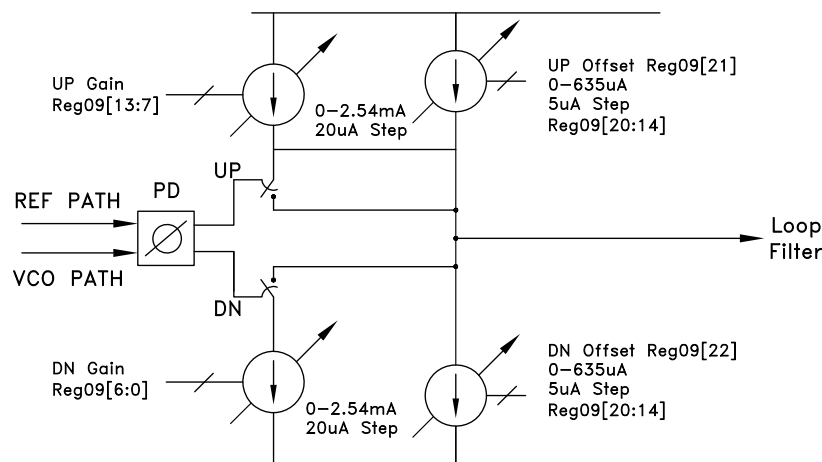 UP Gain
Reg09[13:7]
0-2.54mA
20uA Step
UP Offset Reg09[21]
0-635uA
5uA Step
Reg09[20:14]
UP
PD
REF PATH
VCO PATH
DN
Loop
Filter
DN Gain
Reg09[6:0]
0-2.54mA
20uA Step
DN Offset Reg09[22]
0-635uA
5uA Step
Reg09[20:14]